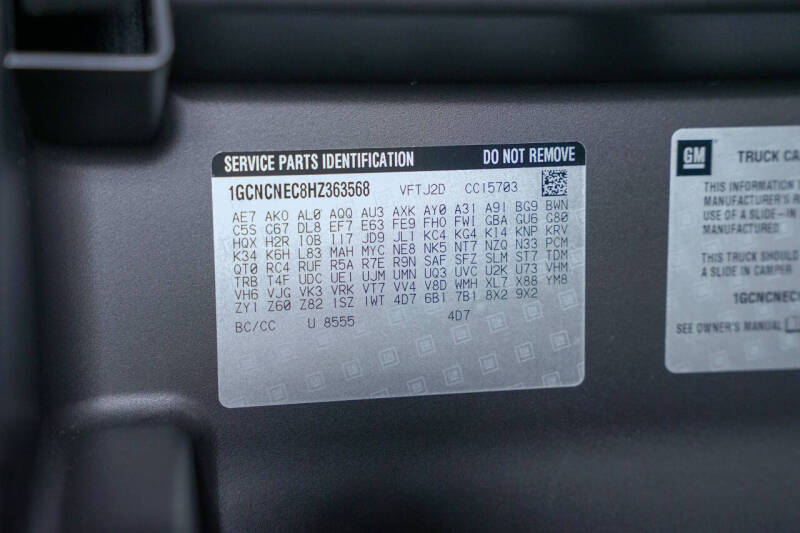 SERVICE PARTS IDENTIFICATION DO NOT REMOVE
1GCNCNEC8HZ363568 VFTJ2D CC15703
AE7 AKO AL0 AQQ AU3 AXK AY0 A31 A91 BG9 BWN
C5S C67 DL8 EF7 E63 FE9 FHO FWI GBA GU6 G80
HQX H2R IOB I17 JD9 JL1 KC4 KG4 K14 KNP KRV
K34 K6H L83 MAH MYC NE8 NK5 NT7 NZQ N33 PCM
QT0 RC4 RUF R5A R7E R9N SAF SFZ SLM ST7 TDM
TRB T4F UDC UE1 UJM UMN UQ3 UVC U2K U73 VHM
VH6 VJG VK3 VRK VT7 VV4 V8D WMH XL7 X88 YM8
ZY1 Z60 Z82 1SZ 1WT 4D7 6B1 7B1 8X2 9X2
BC/CC U 8555 4D7
GM TRUCK CA
THIS INFORMATION
MANUFACTURER'S R
USE OF A SLIDE-IN
MANUFACTURER'S
THIS TRUCK SHOULD
A SLIDE IN CAMPER
1GCNCNEC
SEE OWNER'S MANUAL